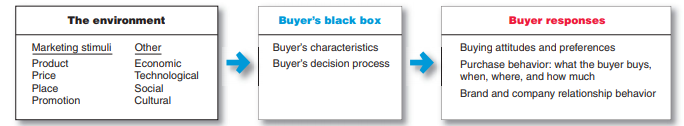 The environment
Marketing stimuli
Product
Price
Place
Promotion
Other
Economic
Technological
Social
Cultural
Buyer's black box
Buyer's characteristics
Buyer's decision process
Buyer responses
Buying attitudes and preferences
Purchase behavior: what the buyer buys,
when, where, and how much
Brand and company relationship behavior